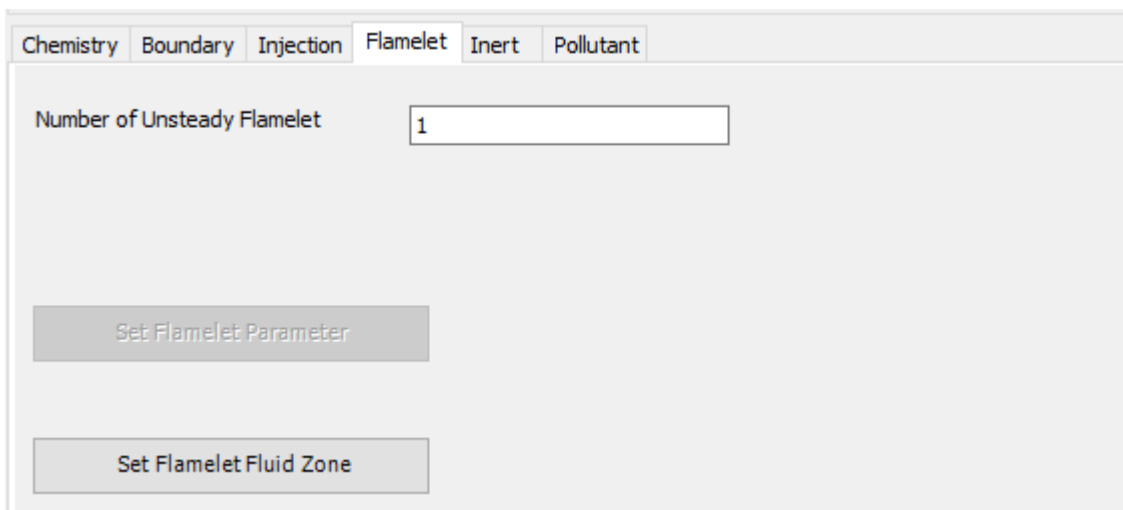 Chemistry Boundary Injection Flamelet Inert Pollutant
Number of Unsteady Flamelet 1
Set Flamelet Parameter
Set Flamelet Fluid Zone